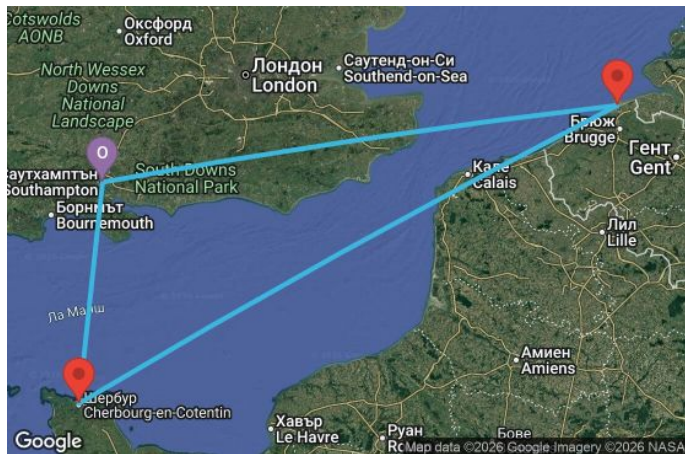 Cotswolds
AONB
Оксфорд
Oxford
North Wessex
Downs
National
Landscape
Лондон
London
Саутенд-он-Си
Southend-on-Sea
O
Саутхамптън
Southampton
South Downs
National Park
Борнмът
Bournemouth
Брюж
Brugge
Гент
Gent
Кале
Calais
Лил
Lille
Ла Манш
Шербур
Cherbourg-en-Cotentin
Амиен
Amiens
Хавър
Le Havre
Руан
Бове
Google
Map data ©2026 Google Imagery ©2026 NASA